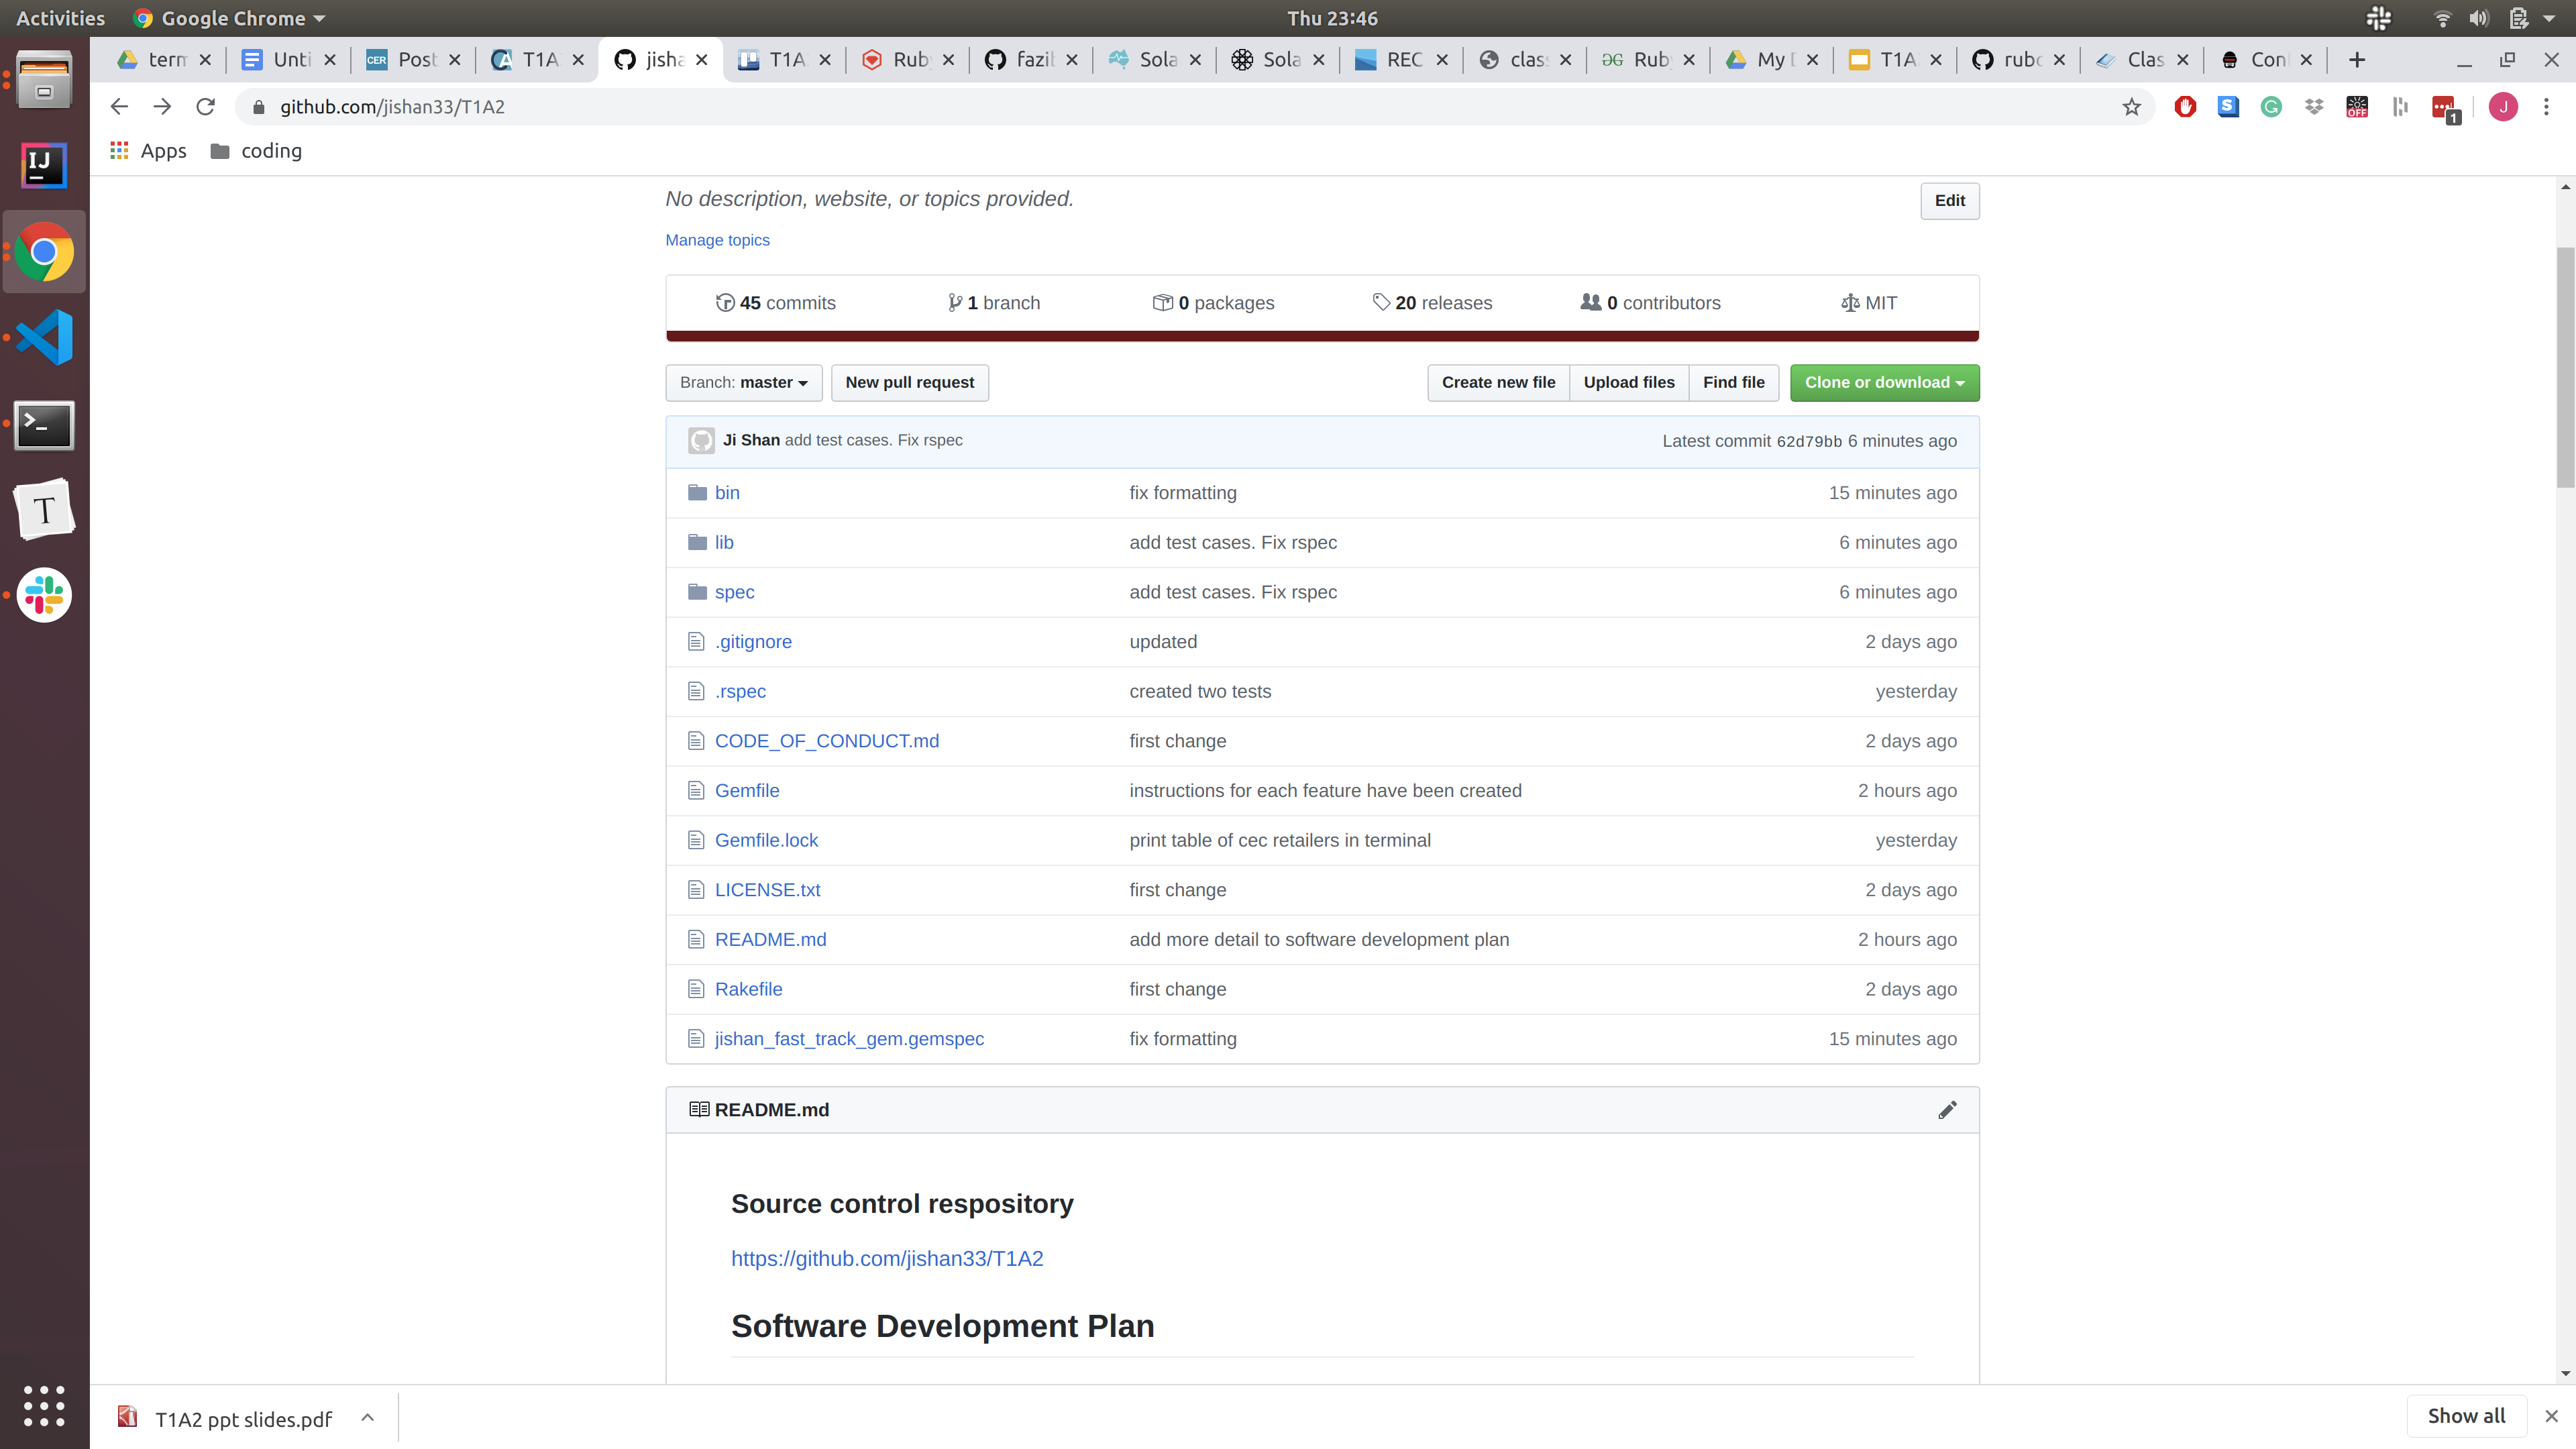 Activities Google Chrome Thu 23:46
term Unti Post T1A jisha T1A Ruby fazib Sola Sola REC class Ruby My D T1A rubo Clas Con
github.com/jishan33/T1A2 OFF 1 J
Apps coding
No description, website, or topics provided. Edit
Manage topics
45 commits 1 branch 0 packages 20 releases 0 contributors MIT
Branch: master New pull request Create new file Upload files Find file Clone or download
Ji Shan add test cases. Fix rspec Latest commit 62d79bb 6 minutes ago
bin fix formatting 15 minutes ago
lib add test cases. Fix rspec 6 minutes ago
spec add test cases. Fix rspec 6 minutes ago
.gitignore updated 2 days ago
.rspec created two tests yesterday
CODE_OF_CONDUCT.md first change 2 days ago
Gemfile instructions for each feature have been created 2 hours ago
Gemfile.lock print table of cec retailers in terminal yesterday
LICENSE.txt first change 2 days ago
README.md add more detail to software development plan 2 hours ago
Rakefile first change 2 days ago
jishan_fast_track_gem.gemspec fix formatting 15 minutes ago
README.md
Source control respository
https://github.com/jishan33/T1A2
Software Development Plan
T1A2 ppt slides.pdf Show all